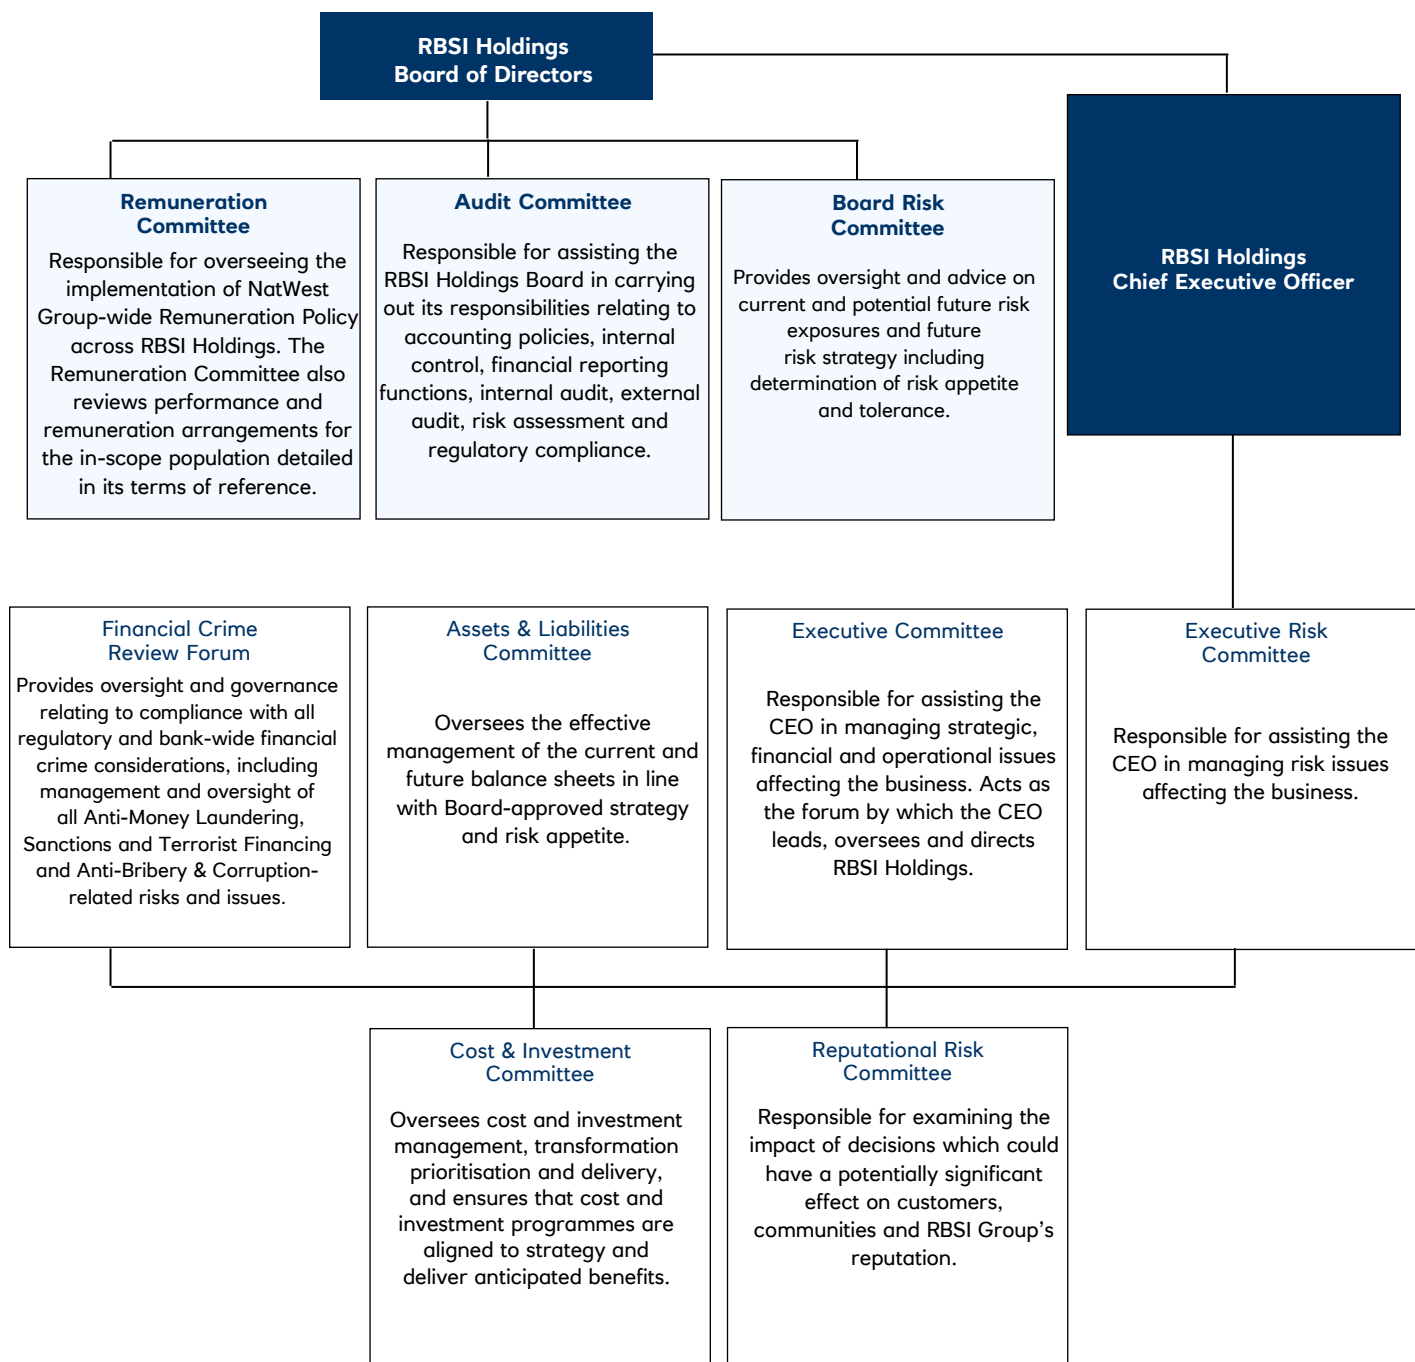 RBSI Holdings
Board of Directors
Remuneration
Committee
Responsible for overseeing the
implementation of NatWest
Group-wide Remuneration Policy
across RBSI Holdings. The
Remuneration Committee also
reviews performance and
remuneration arrangements for
the in-scope population detailed
in its terms of reference.
Audit Committee
Responsible for assisting the
RBSI Holdings Board in carrying
out its responsibilities relating to
accounting policies, internal
control, financial reporting
functions, internal audit, external
audit, risk assessment and
regulatory compliance.
Board Risk
Committee
Provides oversight and advice on
current and potential future risk
exposures and future
risk strategy including
determination of risk appetite
and tolerance.
RBSI Holdings
Chief Executive Officer
Financial Crime
Review Forum
Provides oversight and governance
relating to compliance with all
regulatory and bank-wide financial
crime considerations, including
management and oversight of
all Anti-Money Laundering,
Sanctions and Terrorist Financing
and Anti-Bribery & Corruption-
related risks and issues.
Assets & Liabilities
Committee
Oversees the effective
management of the current and
future balance sheets in line
with Board-approved strategy
and risk appetite.
Executive Committee
Responsible for assisting the
CEO in managing strategic,
financial and operational issues
affecting the business. Acts as
the forum by which the CEO
leads, oversees and directs
RBSI Holdings.
Executive Risk
Committee
Responsible for assisting the
CEO in managing risk issues
affecting the business.
Cost & Investment
Committee
Oversees cost and investment
management, transformation
prioritisation and delivery,
and ensures that cost and
investment programmes are
aligned to strategy and
deliver anticipated benefits.
Reputational Risk
Committee
Responsible for examining the
impact of decisions which could
have a potentially significant
effect on customers,
communities and RBSI Group's
reputation.